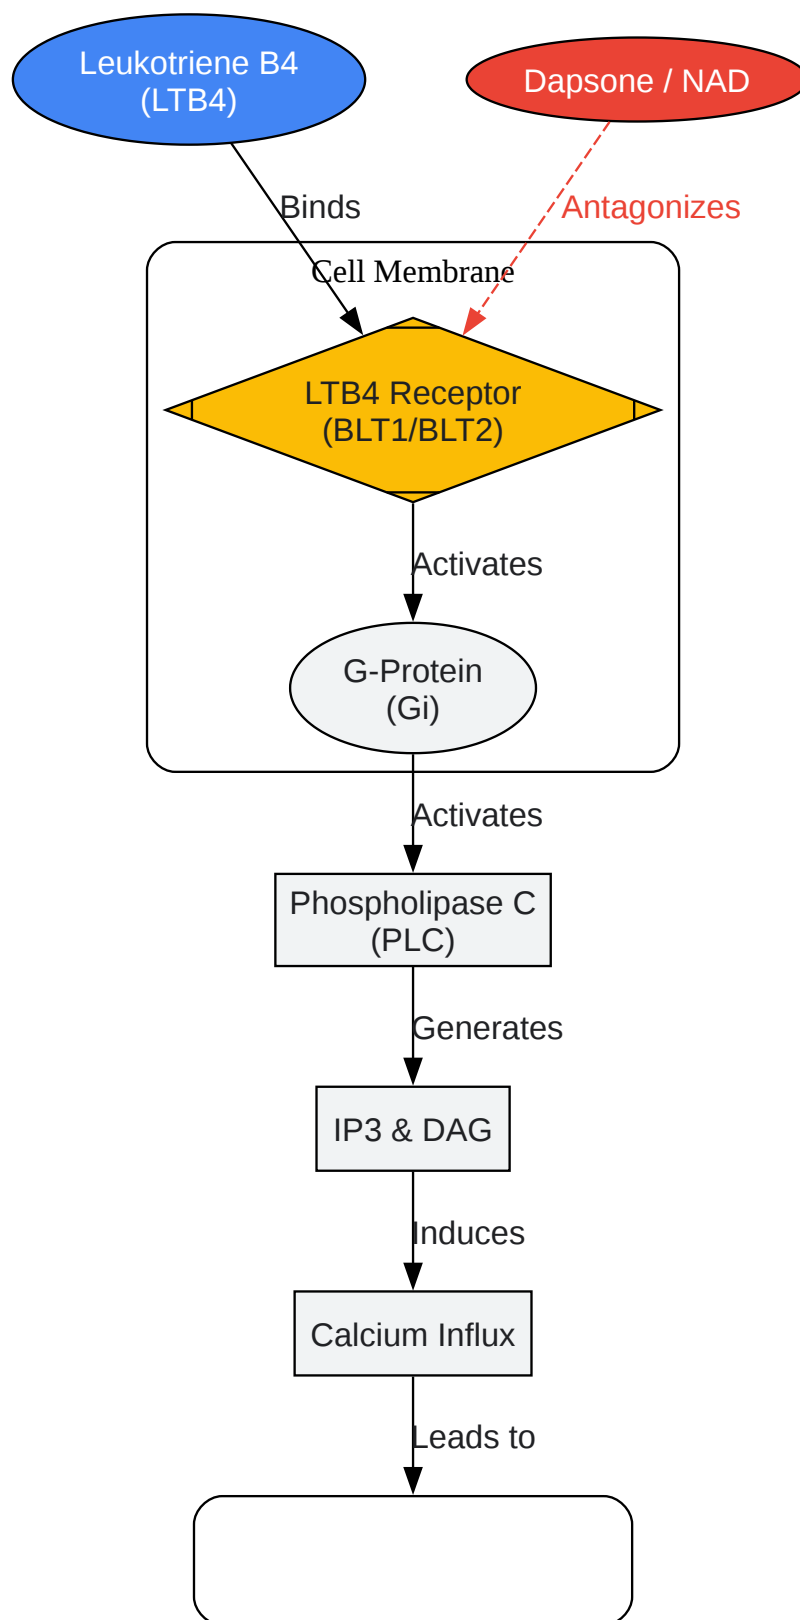 Leukotriene B4
(LTB4)
Dapsone / NAD
Binds
Antagonizes
Cell Membrane
LTB4 Receptor
(BLT1/BLT2)
Activates
G-Protein
(Gi)
Activates
Phospholipase C
(PLC)
Generates
IP3 & DAG
Induces
Calcium Influx
Leads to